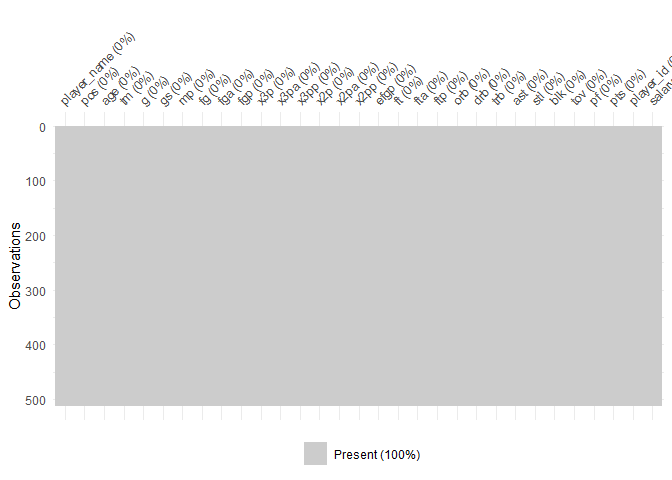 player_name (0%)
pos (0%)
age (0%)
tm (0%)
g (0%)
gs (0%)
mp (0%)
fg (0%)
fga (0%)
fgp (0%)
x3p (0%)
x3pa (0%)
x3pp (0%)
x2p (0%)
x2pa (0%)
x2pp (0%)
efgp (0%)
ft (0%)
fta (0%)
ftp (0%)
orb (0%)
drb (0%)
trb (0%)
ast (0%)
stl (0%)
blk (0%)
tov (0%)
pf (0%)
pts (0%)
player_id (
salar
0
100
200
300
400
500
Observations
Present (100%)